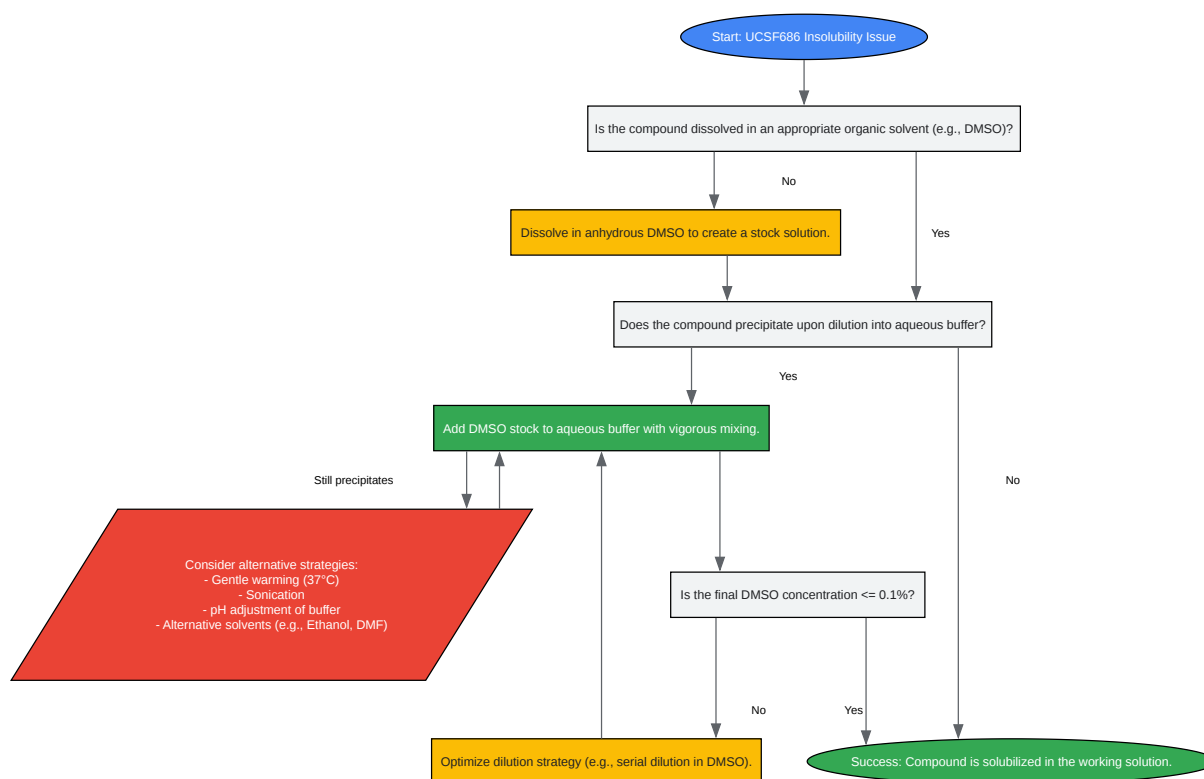 Start: UCSF686 Insolubility Issue
Is the compound dissolved in an appropriate organic solvent (e.g., DMSO)?
No
Dissolve in anhydrous DMSO to create a stock solution.
Yes
Does the compound precipitate upon dilution into aqueous buffer?
Yes
Add DMSO stock to aqueous buffer with vigorous mixing.
Still precipitates
No
Consider alternative strategies:
- Gentle warming (37°C)
- Sonication
- pH adjustment of buffer
- Alternative solvents (e.g., Ethanol, DMF)
Is the final DMSO concentration <= 0.1%?
No
Yes
Optimize dilution strategy (e.g., serial dilution in DMSO).
Success: Compound is solubilized in the working solution.